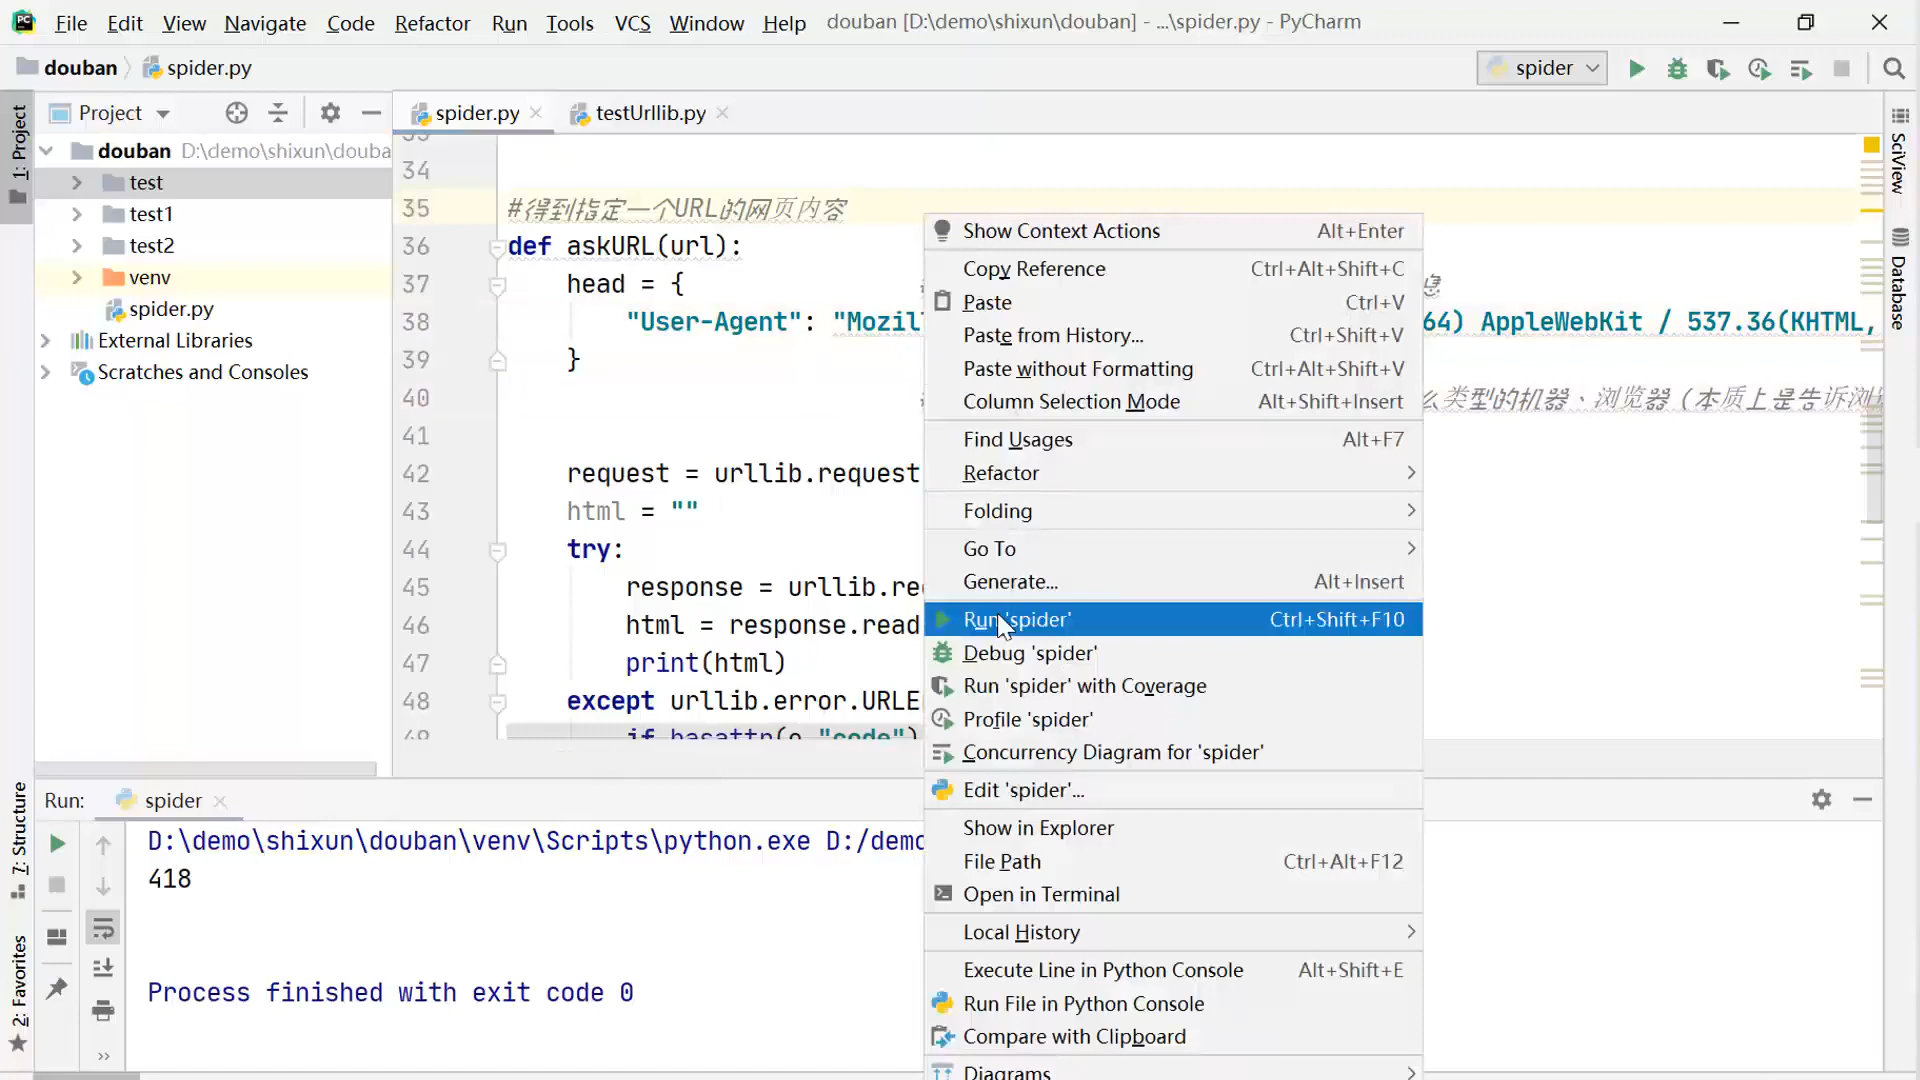 File Edit View Navigate Code Refactor Run Tools VCS Window Help douban [D:\demo\shixun\douban] - ...\spider.py - PyCharm
douban spider.py
spider
1: Project
Project
spider.py
testUrllib.py
douban D:\demo\shixun\douba
test
test1
test2
venv
spider.py
External Libraries
Scratches and Consoles
34
35 #得到指定一个URL的网页内容
36 def askURL(url):
37 head = {
38 "User-Agent": "Mozil 64) AppleWebKit / 537.36(KHTML,
39 }
40 么类型的机器、浏览器（本质上是告诉浏
41
42 request = urllib.request
43 html = ""
44 try:
45 response = urllib.re
46 html = response.read
47 print(html)
48 except urllib.error.URLE
49 if hasattr(e,"code")
Show Context Actions Alt+Enter
Copy Reference Ctrl+Alt+Shift+C
Paste Ctrl+V
Paste from History... Ctrl+Shift+V
Paste without Formatting Ctrl+Alt+Shift+V
Column Selection Mode Alt+Shift+Insert
Find Usages Alt+F7
Refactor
Folding
Go To
Generate... Alt+Insert
Run 'spider' Ctrl+Shift+F10
Debug 'spider'
Run 'spider' with Coverage
Profile 'spider'
Concurrency Diagram for 'spider'
Edit 'spider'...
Show in Explorer
File Path Ctrl+Alt+F12
Open in Terminal
Local History
Execute Line in Python Console Alt+Shift+E
Run File in Python Console
Compare with Clipboard
Diagrams
SciView
Database
7: Structure
2: Favorites
Run: spider
D:\demo\shixun\douban\venv\Scripts\python.exe D:/demo
418
Process finished with exit code 0